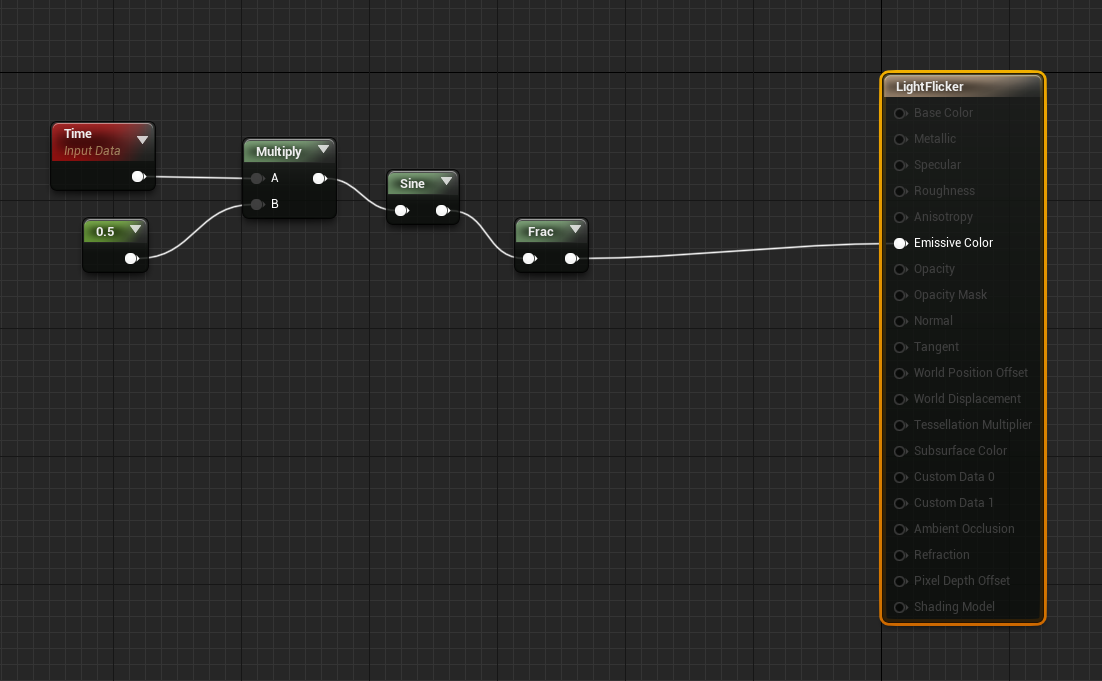 Time
Input Data
0.5
Multiply
A
B
Sine
Frac
LightFlicker
Base Color
Metallic
Specular
Roughness
Anisotropy
Emissive Color
Opacity
Opacity Mask
Normal
Tangent
World Position Offset
World Displacement
Tessellation Multiplier
Subsurface Color
Custom Data 0
Custom Data 1
Ambient Occlusion
Refraction
Pixel Depth Offset
Shading Model